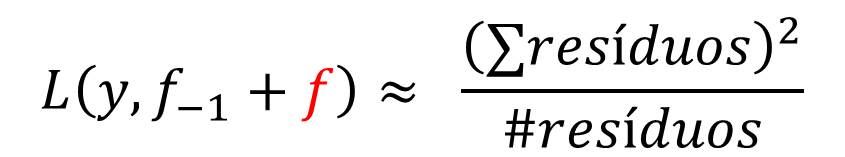 L(y, f₋₁ + f) ≈ (∑resíduos)² / #resíduos